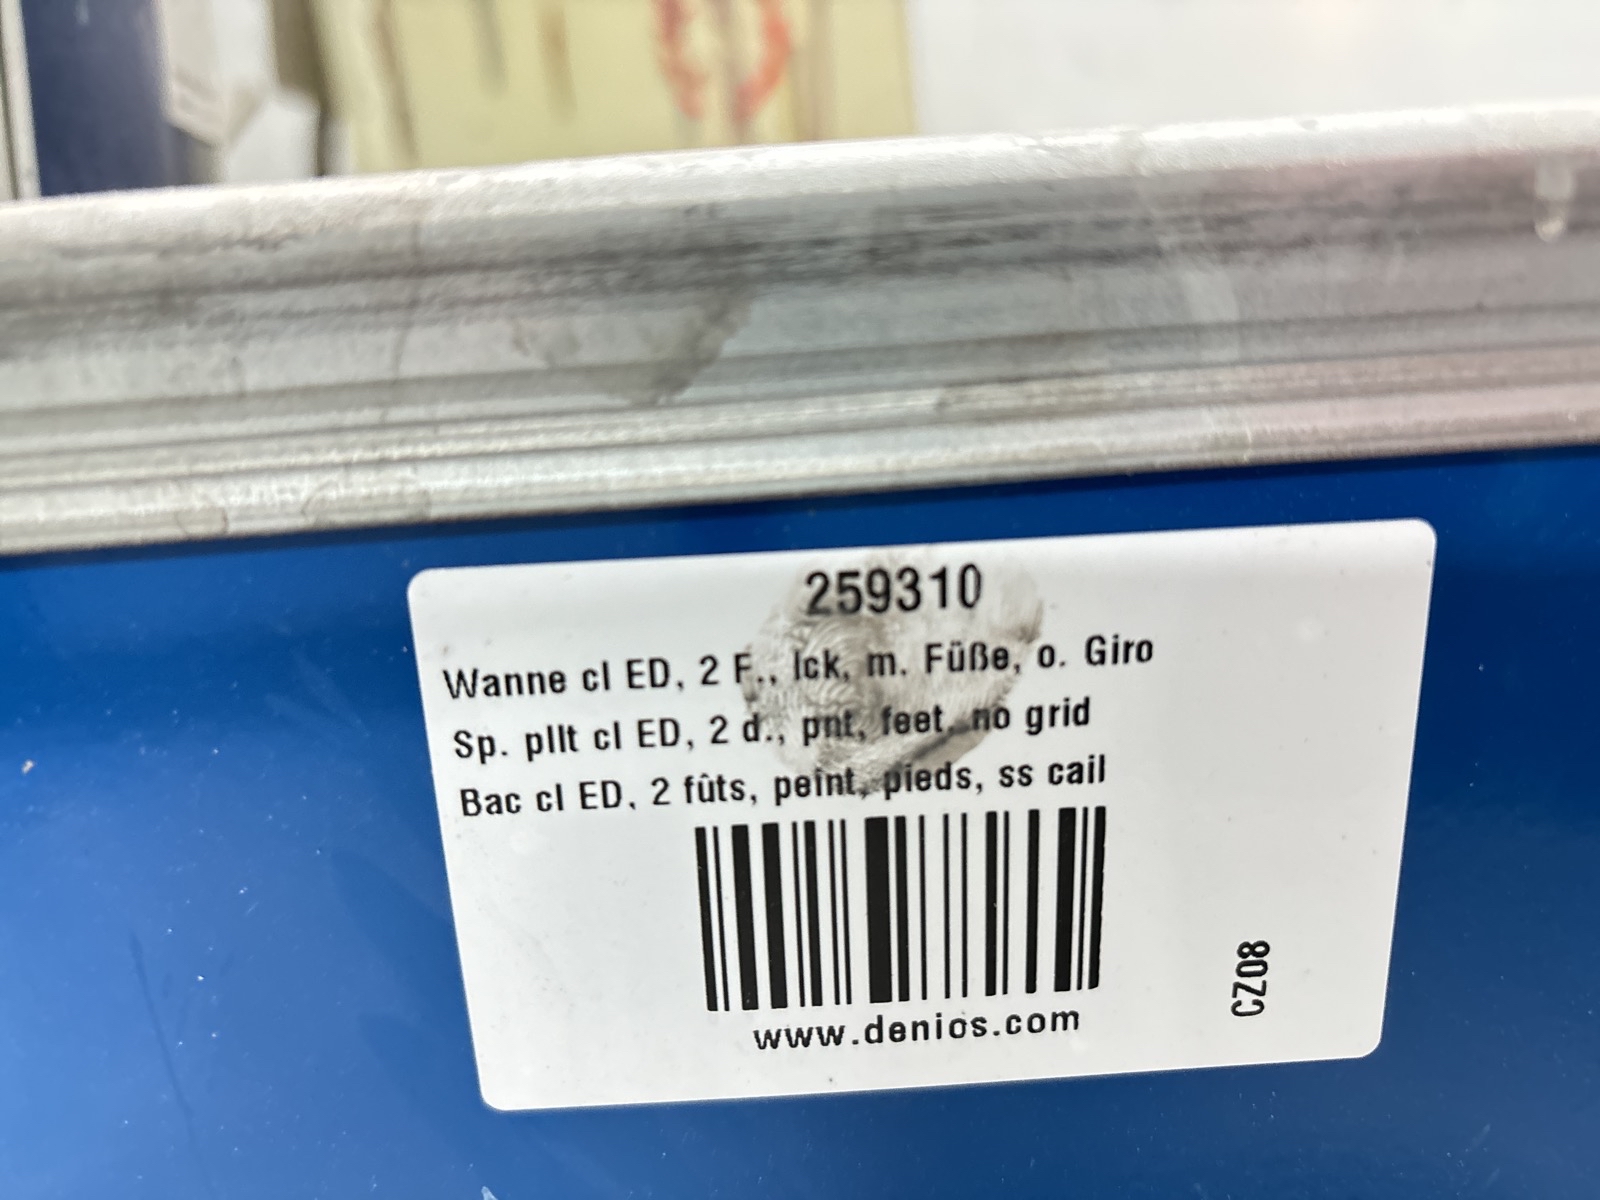 259310
Wanne cl ED, 2 F., lck, m. Füße, o. Giro
Sp. pllt cl ED, 2 d., pnt, feet, no grid
Bac cl ED, 2 fûts, peint, pieds, ss cail
www.denios.com
CZ08